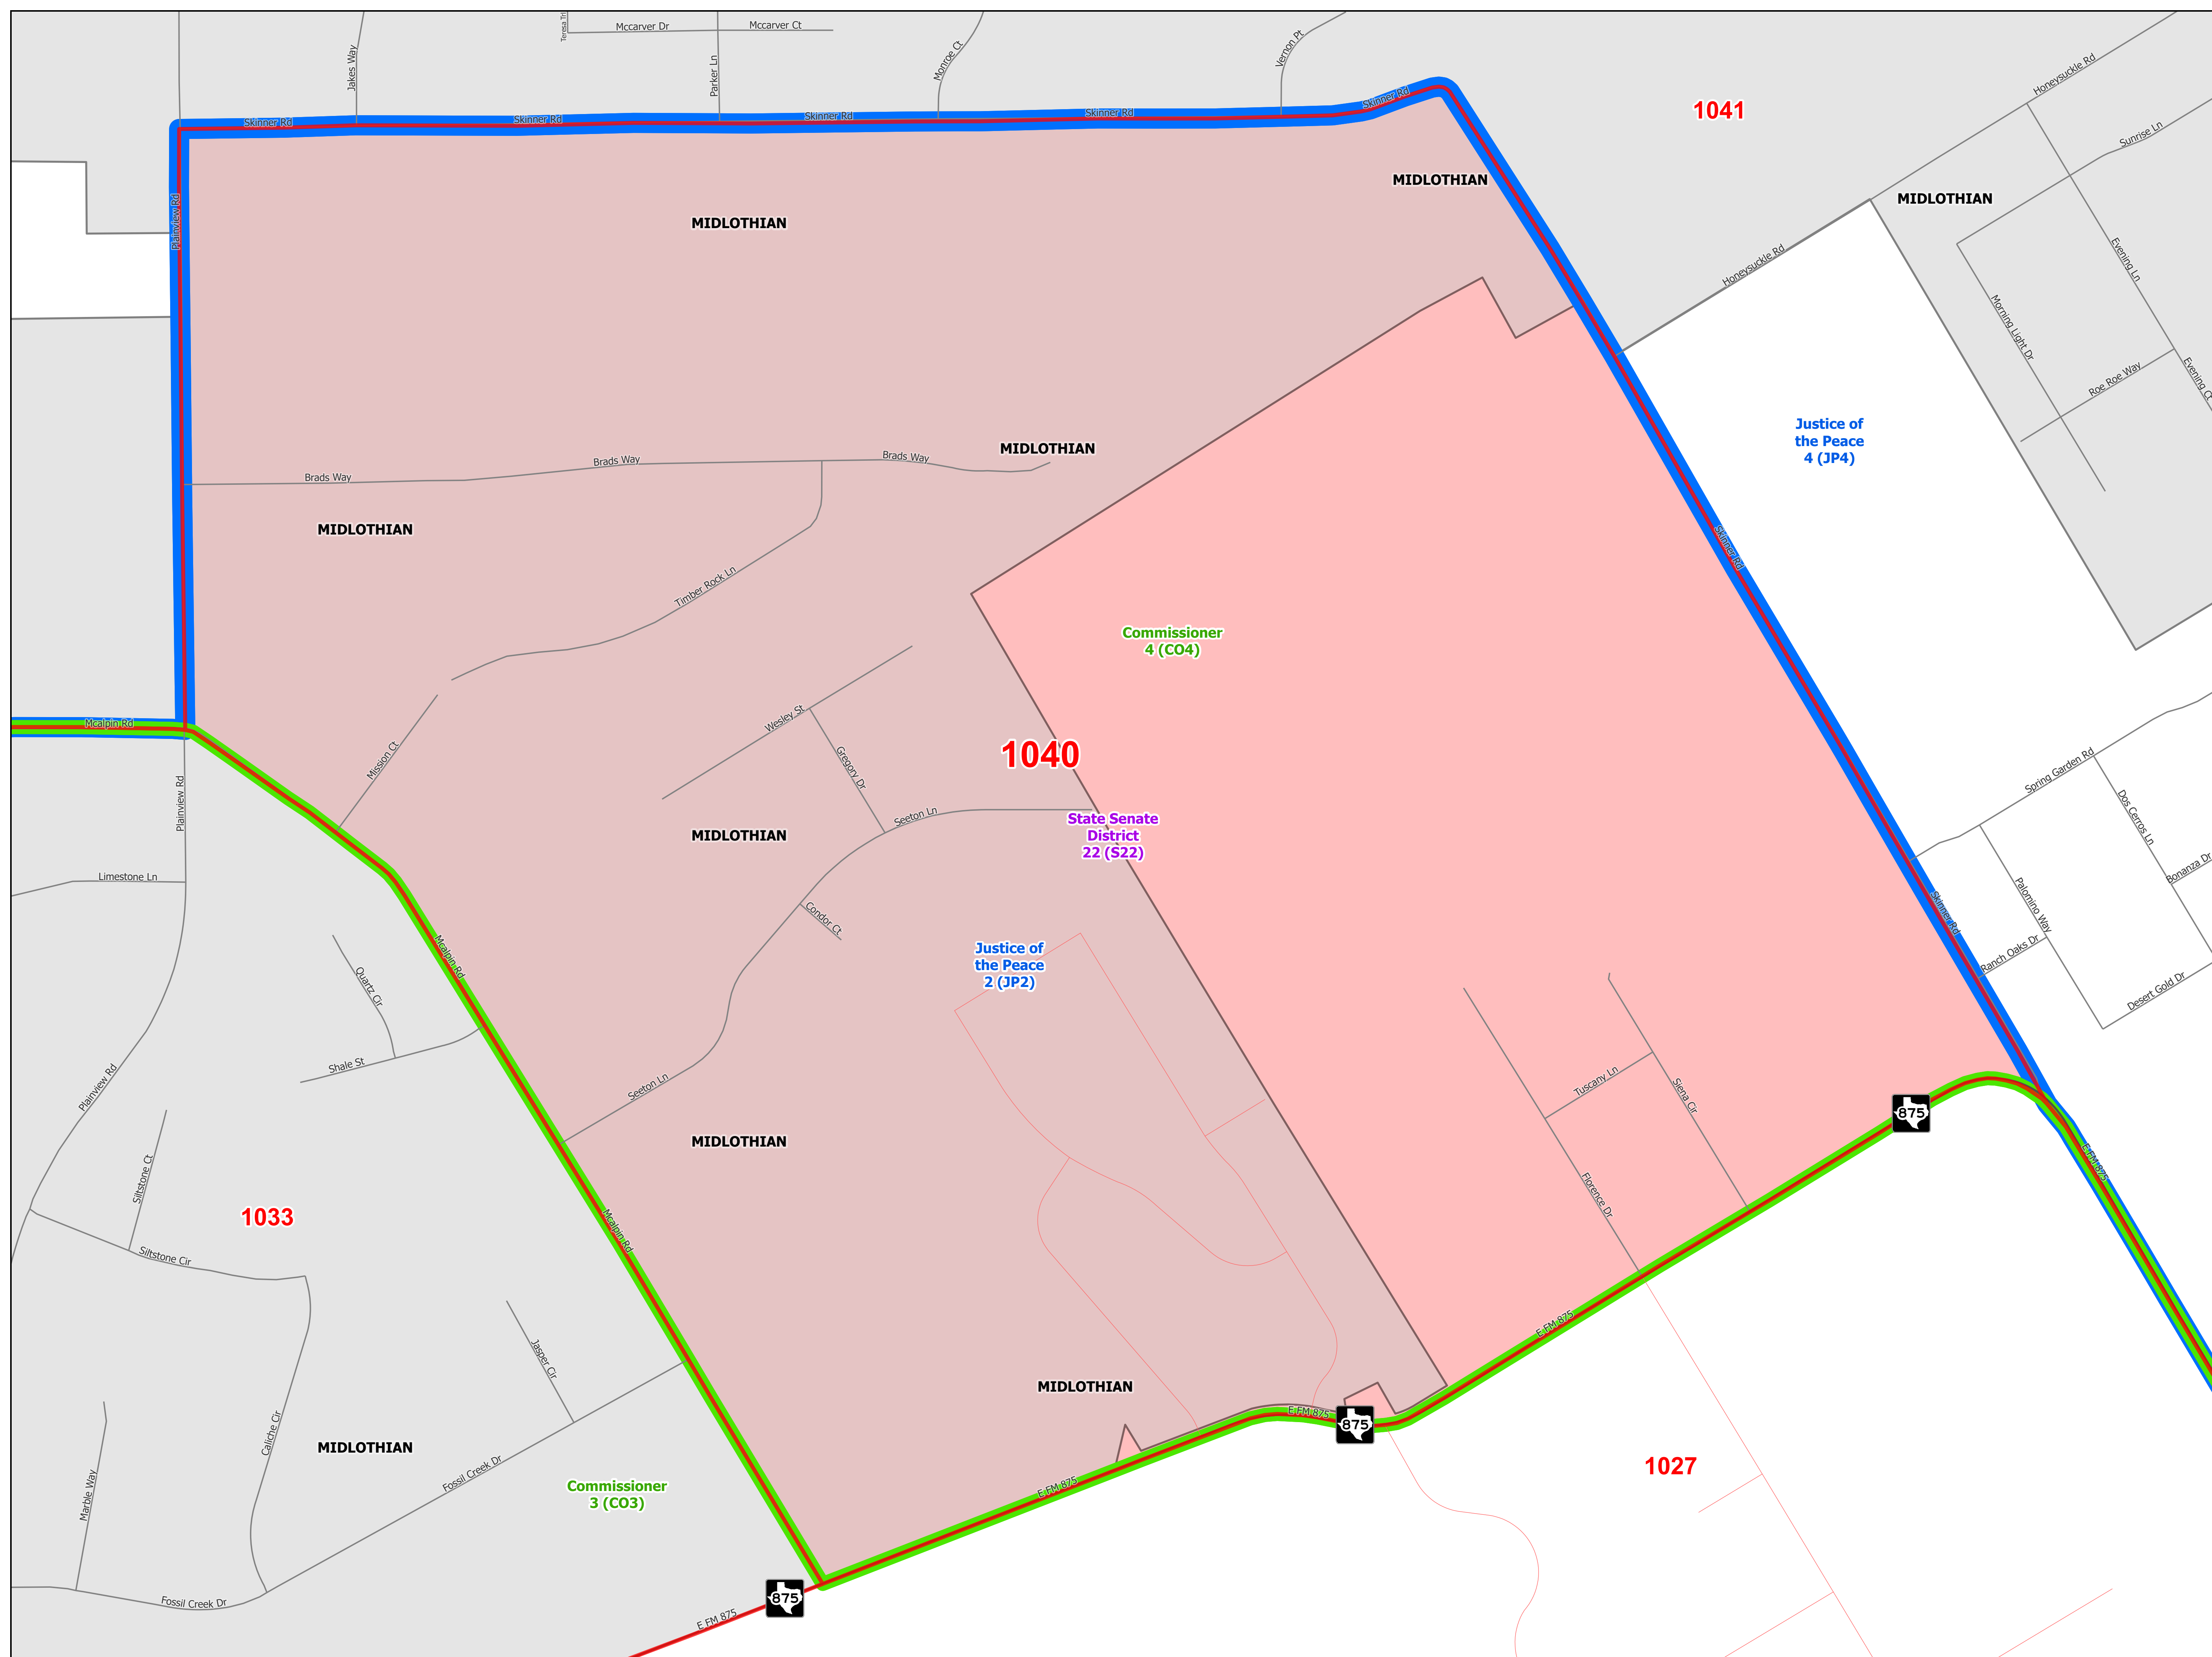 Teresa Trl
Mccarver Dr
Mccarver Ct
Jakes Way
Parker Ln
Monroe Ct
Vernon Pt
Honeysuckle Rd
Skinner Rd
Skinner Rd
Skinner Rd
Skinner Rd
Skinner Rd
1041
Sunrise Ln
MIDLOTHIAN
MIDLOTHIAN
MIDLOTHIAN
Plainview Rd
Honeysuckle Rd
Evening Ln
Morning Light Dr
Roe Roe Way
Evening Ct
Justice of
the Peace
4 (JP4)
MIDLOTHIAN
Brads Way
Brads Way
Brads Way
MIDLOTHIAN
Skinner Rd
Timber Rock Ln
Commissioner
4 (CO4)
Mcalpin Rd
Wesley St
Mission Ct
Gregory Dr
1040
Spring Garden Rd
Plainview Rd
Dos Cerros Ln
Seeton Ln
MIDLOTHIAN
State Senate
District
22 (S22)
Bonanza Dr
Limestone Ln
Palomino Way
Condor Ct
Skinner Rd
Mcalpin Rd
Justice of
the Peace
2 (JP2)
Ranch Oaks Dr
Quartz Cir
Desert Gold Dr
Shale St
Plainview Rd
Seeton Ln
Tuscany Ln
Siena Cir
875
MIDLOTHIAN
E FM 875
Siltstone Ct
Florence Dr
1033
Mcalpin Rd
Siltstone Cir
E FM 875
Jasper Cir
MIDLOTHIAN
E FM 875
875
Caliche Cir
MIDLOTHIAN
Fossil Creek Dr
1027
Marble Way
Commissioner
3 (CO3)
E FM 875
875
Fossil Creek Dr
E FM 875